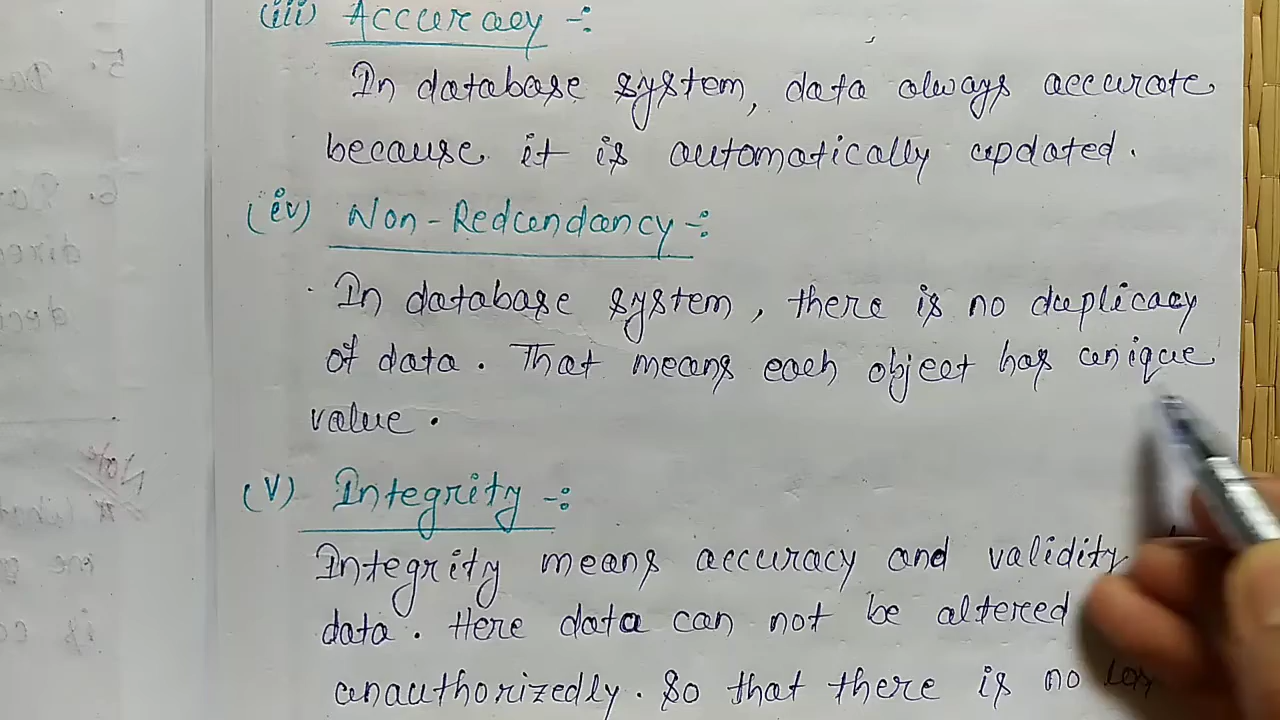 (iii) Accuracy -:
In database system, data always accurate
because it is automatically updated.
(iv) Non-Redundancy -:
In database system, there is no duplicacy
of data. That means each object has unique
value.
(v) Integrity -:
Integrity means accuracy and validity
data. Here data can not be altered
unauthorizedly. So that there is no